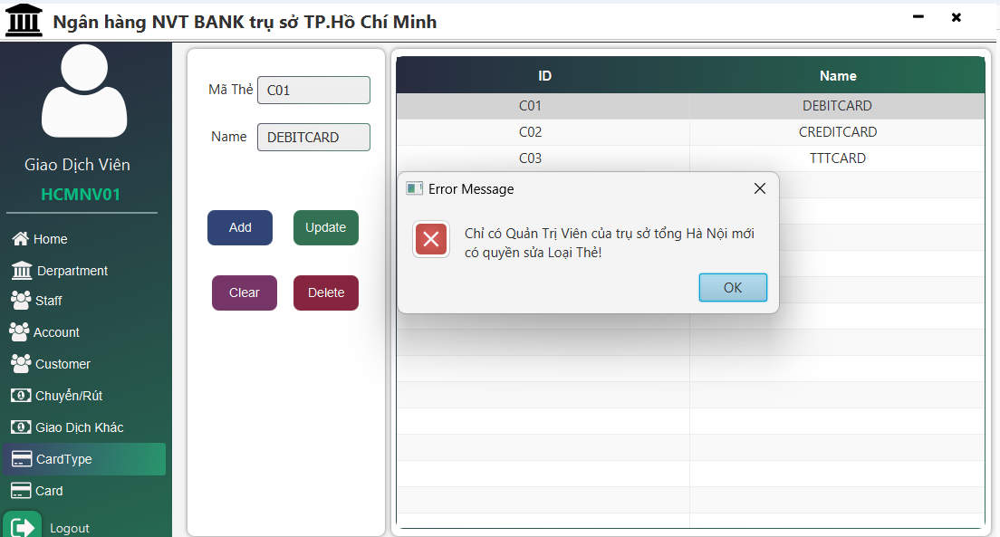 Ngân hàng NVT BANK trụ sở TP.Hồ Chí Minh
Giao Dịch Viên
HCMNV01
Home
Derpartment
Staff
Account
Customer
Chuyển/Rút
Giao Dịch Khác
CardType
Card
Logout
Mã Thẻ C01
Name DEBITCARD
Add Update
Clear Delete
ID Name
C01 DEBITCARD
C02 CREDITCARD
C03 TTTCARD
Error Message
Chỉ có Quản Trị Viên của trụ sở tổng Hà Nội mới
có quyền sửa Loại Thẻ!
OK